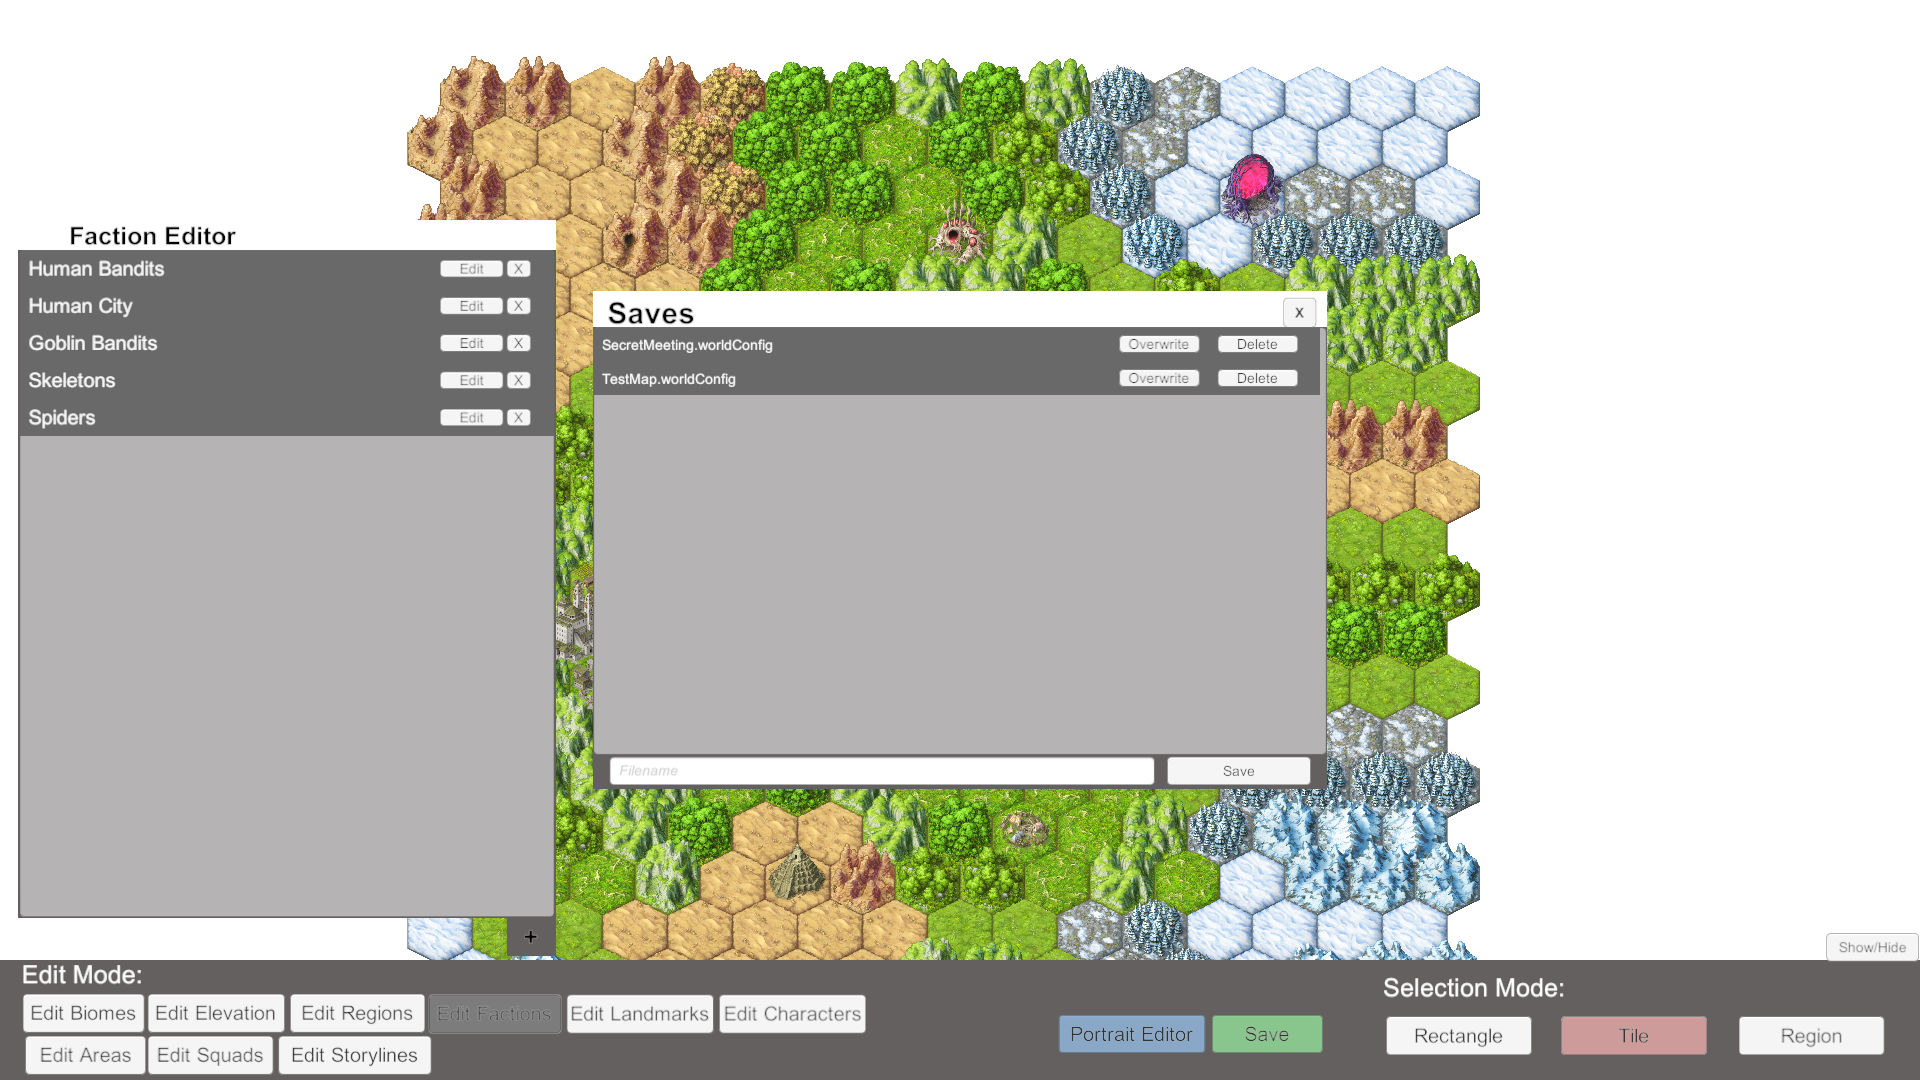 Faction Editor
Human Bandits Edit X
Human City Edit X
Goblin Bandits Edit X
Skeletons Edit X
Spiders Edit X
+
Saves X
SecretMeeting.worldConfig Overwrite Delete
TestMap.worldConfig Overwrite Delete
Filename Save
Show/Hide
Edit Mode:
Edit Biomes Edit Elevation Edit Regions Edit Factions Edit Landmarks Edit Characters
Edit Areas Edit Squads Edit Storylines
Portrait Editor Save
Selection Mode:
Rectangle Tile Region